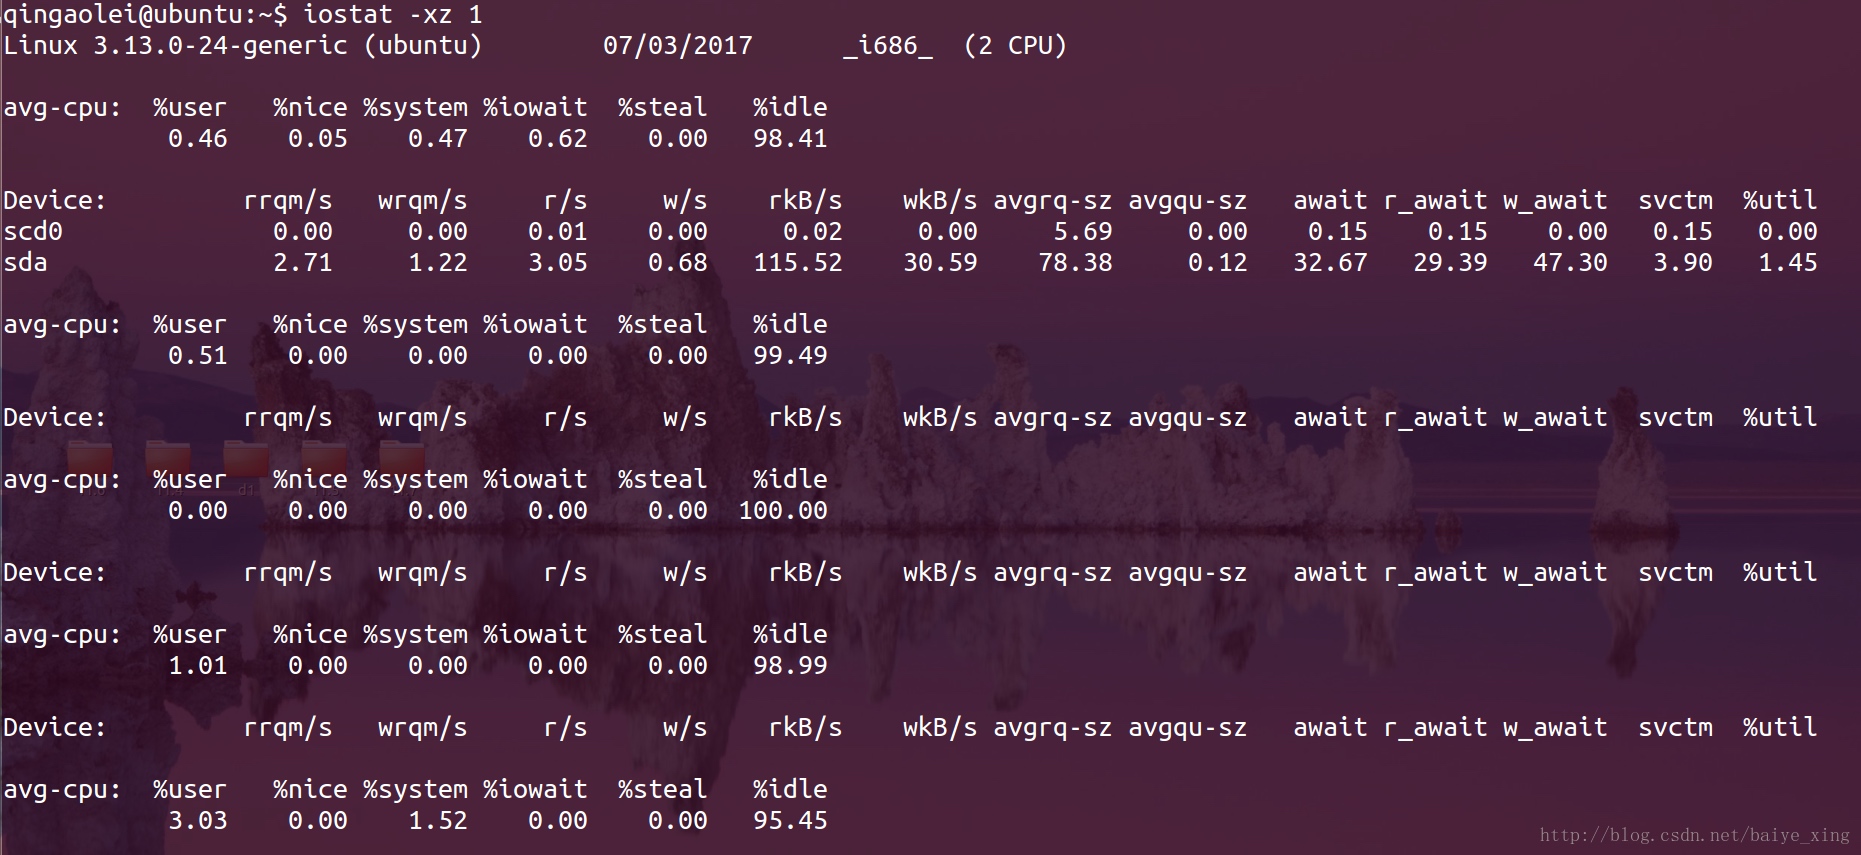 qingaolei@ubuntu:~$ iostat -xz 1
Linux 3.13.0-24-generic (ubuntu) 07/03/2017 _i686_ (2 CPU)
avg-cpu: %user %nice %system %iowait %steal %idle
0.46 0.05 0.47 0.62 0.00 98.41
Device: rrqm/s wrqm/s r/s w/s rkB/s wkB/s avgrq-sz avgqu-sz await r_await w_await svctm %util
scd0 0.00 0.00 0.01 0.00 0.02 0.00 5.69 0.00 0.15 0.15 0.00 0.15 0.00
sda 2.71 1.22 3.05 0.68 115.52 30.59 78.38 0.12 32.67 29.39 47.30 3.90 1.45
avg-cpu: %user %nice %system %iowait %steal %idle
0.51 0.00 0.00 0.00 0.00 99.49
Device: rrqm/s wrqm/s r/s w/s rkB/s wkB/s avgrq-sz avgqu-sz await r_await w_await svctm %util
avg-cpu: %user %nice %system %iowait %steal %idle
0.00 0.00 0.00 0.00 0.00 100.00
Device: rrqm/s wrqm/s r/s w/s rkB/s wkB/s avgrq-sz avgqu-sz await r_await w_await svctm %util
avg-cpu: %user %nice %system %iowait %steal %idle
1.01 0.00 0.00 0.00 0.00 98.99
Device: rrqm/s wrqm/s r/s w/s rkB/s wkB/s avgrq-sz avgqu-sz await r_await w_await svctm %util
avg-cpu: %user %nice %system %iowait %steal %idle
3.03 0.00 1.52 0.00 0.00 95.45
http://blog.csdn.net/baiye_xing